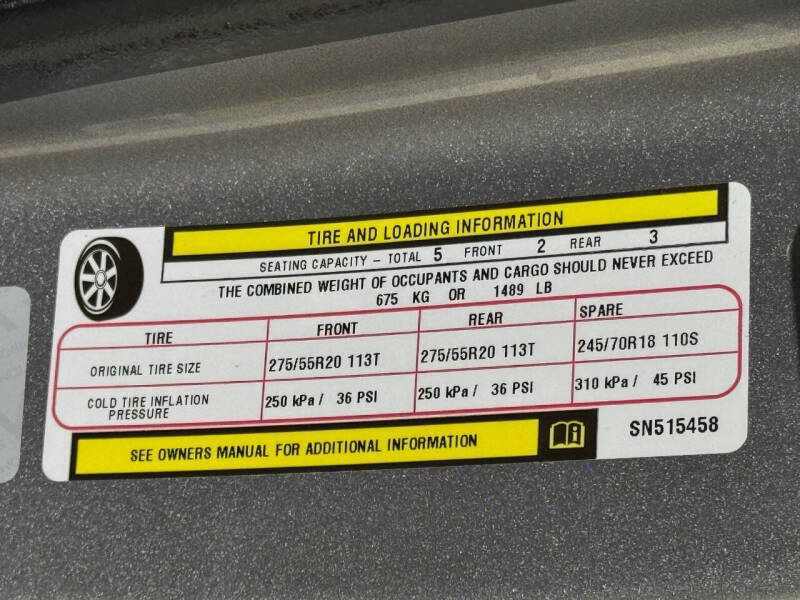 TIRE AND LOADING INFORMATION
SEATING CAPACITY – TOTAL 5 FRONT 2 REAR 3
THE COMBINED WEIGHT OF OCCUPANTS AND CARGO SHOULD NEVER EXCEED
675 KG OR 1489 LB
TIRE FRONT REAR SPARE
ORIGINAL TIRE SIZE 275/55R20 113T 275/55R20 113T 245/70R18 110S
COLD TIRE INFLATION PRESSURE 250 kPa / 36 PSI 250 kPa / 36 PSI 310 kPa / 45 PSI
SEE OWNERS MANUAL FOR ADDITIONAL INFORMATION
SN515458